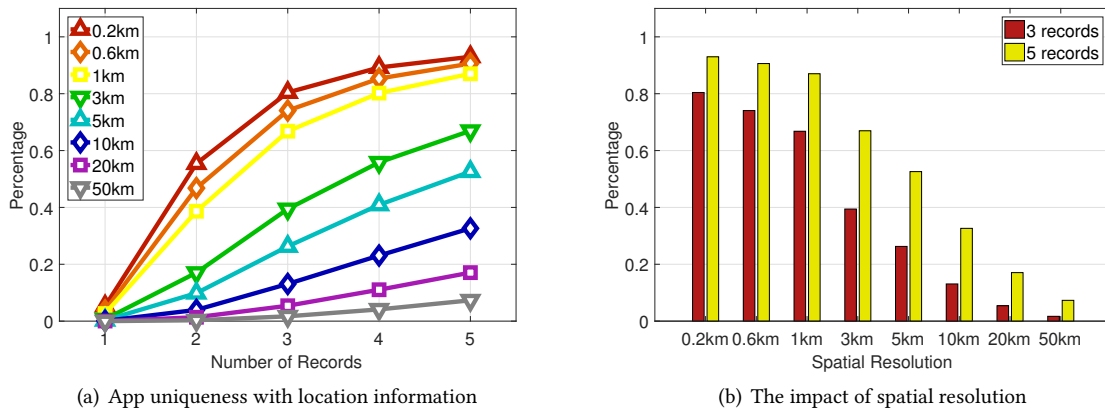 1
0.8
0.6
0.4
0.2
0
Percentage
0.2km
0.6km
1km
3km
5km
10km
20km
50km
1 2 3 4 5
Number of Records
(a) App uniqueness with location information
1
0.8
0.6
0.4
0.2
0
Percentage
3 records
5 records
0.2km 0.6km 1km 3km 5km 10km 20km 50km
Spatial Resolution
(b) The impact of spatial resolution